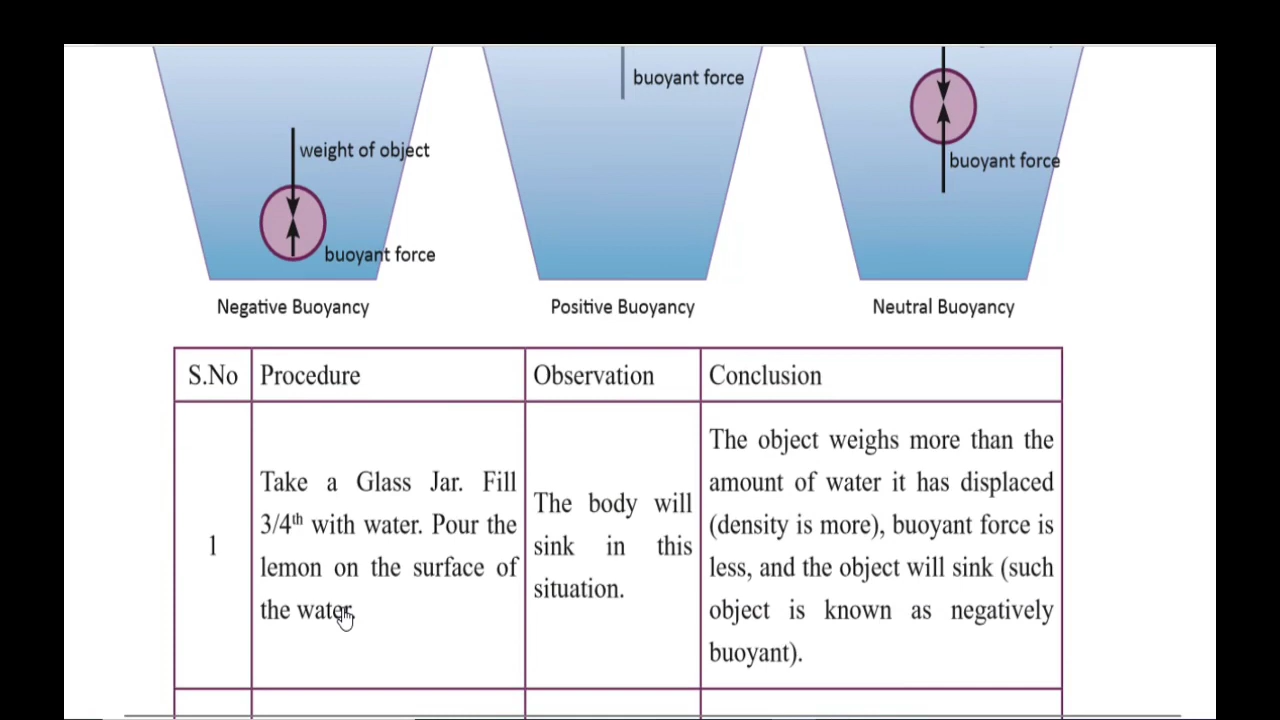 buoyant force
weight of object
buoyant force
buoyant force
Negative Buoyancy
Positive Buoyancy
Neutral Buoyancy
S.No
Procedure
Observation
Conclusion
1
Take a Glass Jar. Fill
3/4th with water. Pour the
lemon on the surface of
the water.
The body will
sink in this
situation.
The object weighs more than the
amount of water it has displaced
(density is more), buoyant force is
less, and the object will sink (such
object is known as negatively
buoyant).